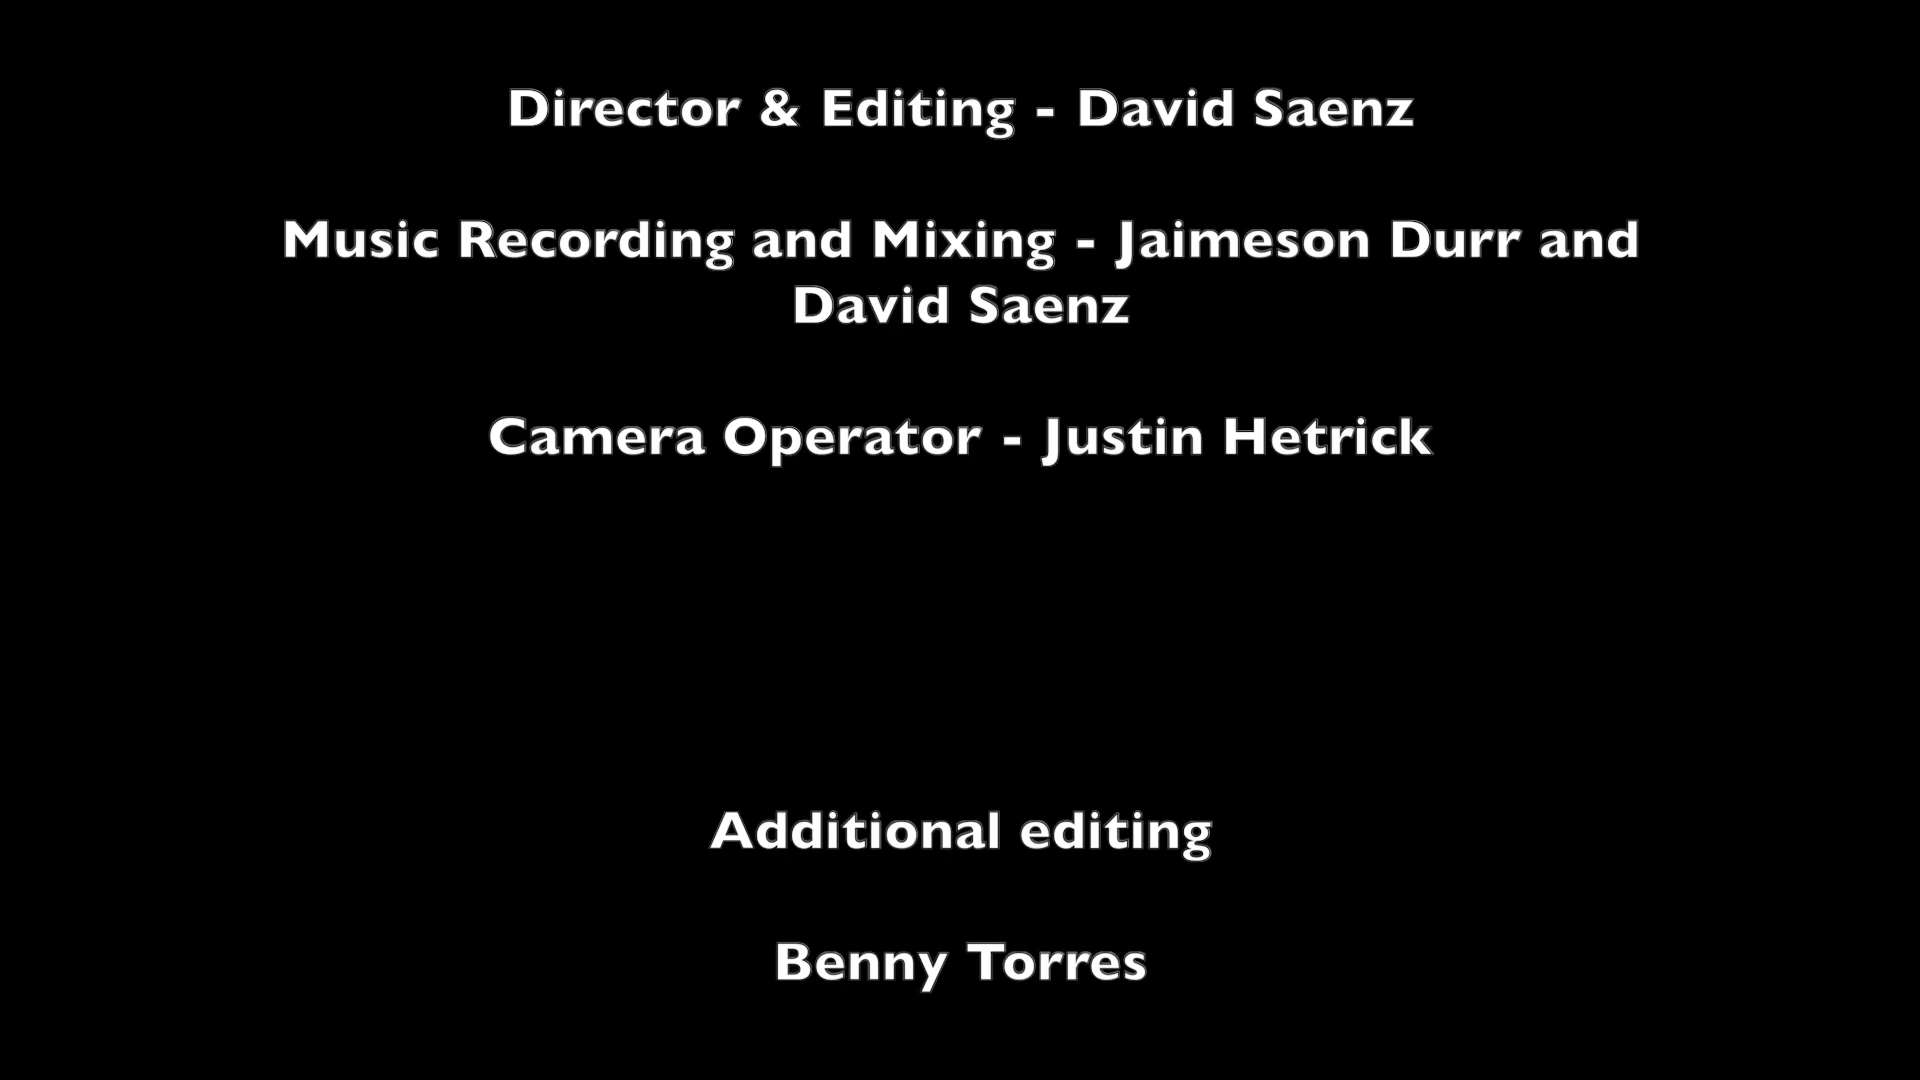 Director & Editing - David Saenz
Music Recording and Mixing - Jaimeson Durr and
David Saenz
Camera Operator - Justin Hetrick
Additional editing
Benny Torres